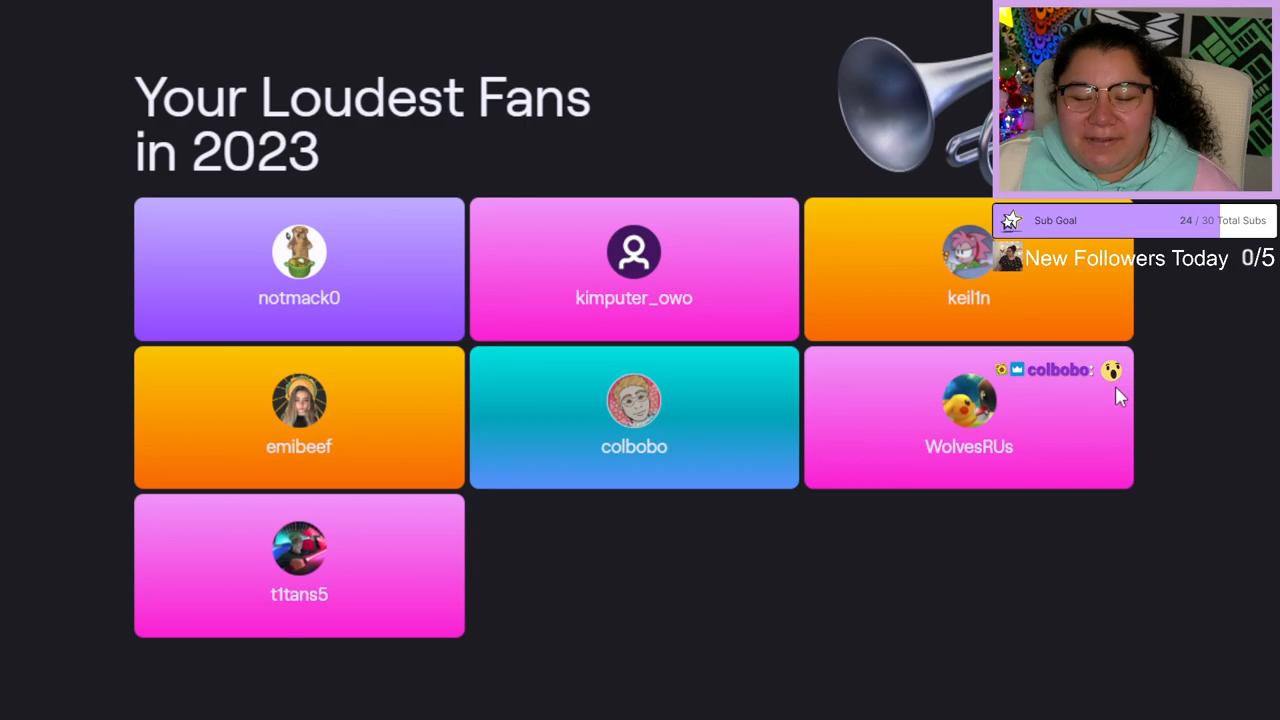 Your Loudest Fans
in 2023
Sub Goal
24 / 30 Total Subs
New Followers Today 0/5
notmack0
kimputer_owo
keil1n
colbobo:
emibeef
colbobo
WolvesRUs
t1tans5